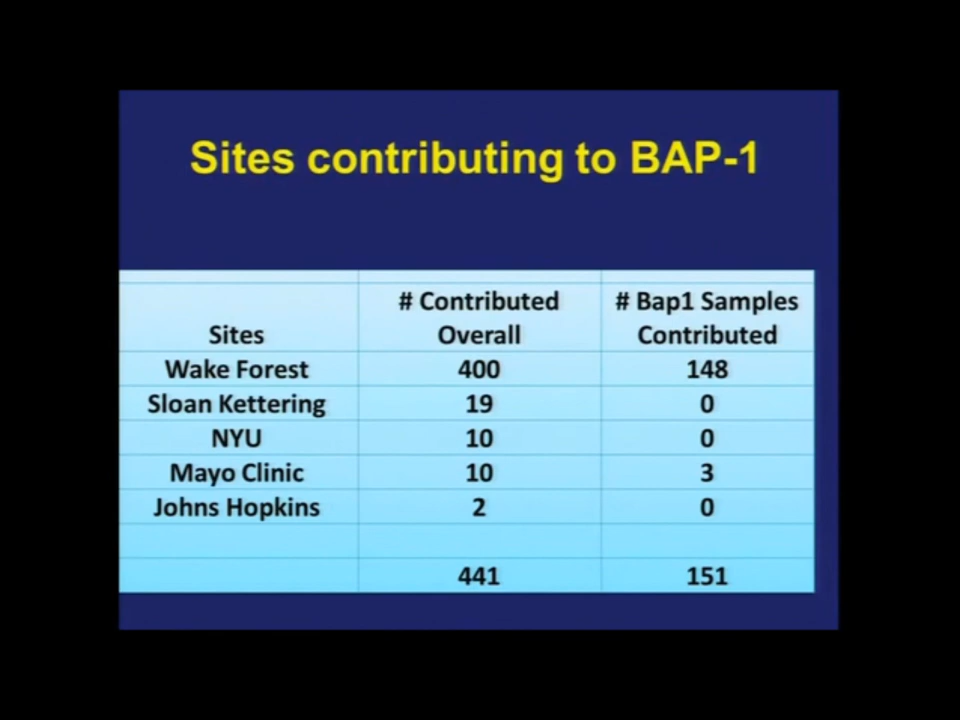 Sites contributing to BAP-1
# Contributed # Bap1 Samples
Sites Overall Contributed
Wake Forest 400 148
Sloan Kettering 19 0
NYU 10 0
Mayo Clinic 10 3
Johns Hopkins 2 0
441 151